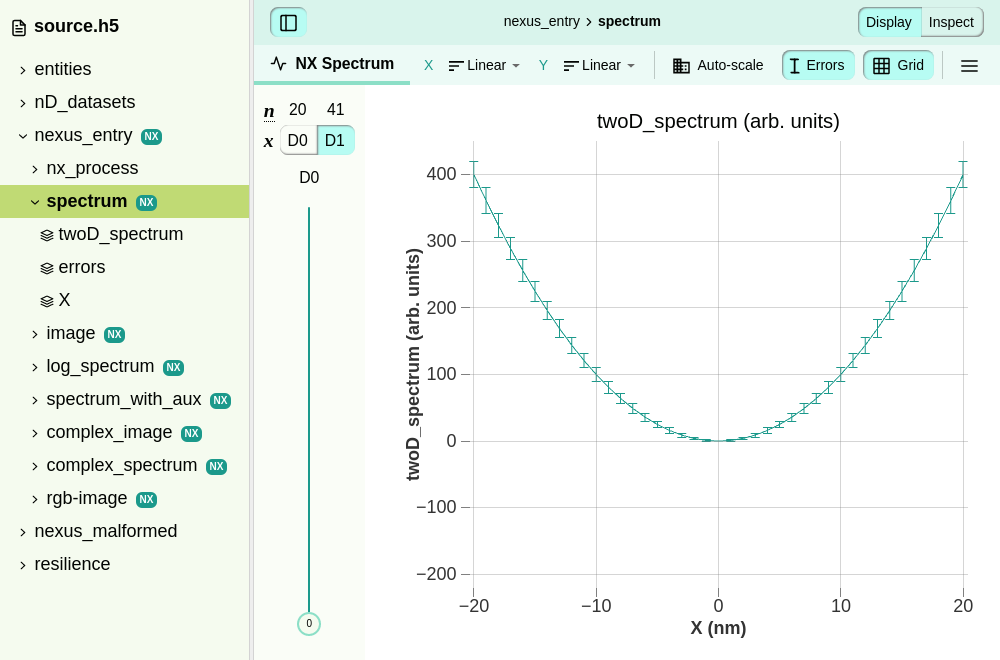 source.h5
entities
nD_datasets
nexus_entry NX
nx_process
spectrum NX
twoD_spectrum
errors
X
image NX
log_spectrum NX
spectrum_with_aux NX
complex_image NX
complex_spectrum NX
rgb-image NX
nexus_malformed
resilience
nexus_entry › spectrum
Display Inspect
NX Spectrum X Linear Y Linear Auto-scale Errors Grid
n 20 41
x D0 D1
D0
0
twoD_spectrum (arb. units)
twoD_spectrum (arb. units)
400
300
200
100
0
−100
−200
−20 −10 0 10 20
X (nm)